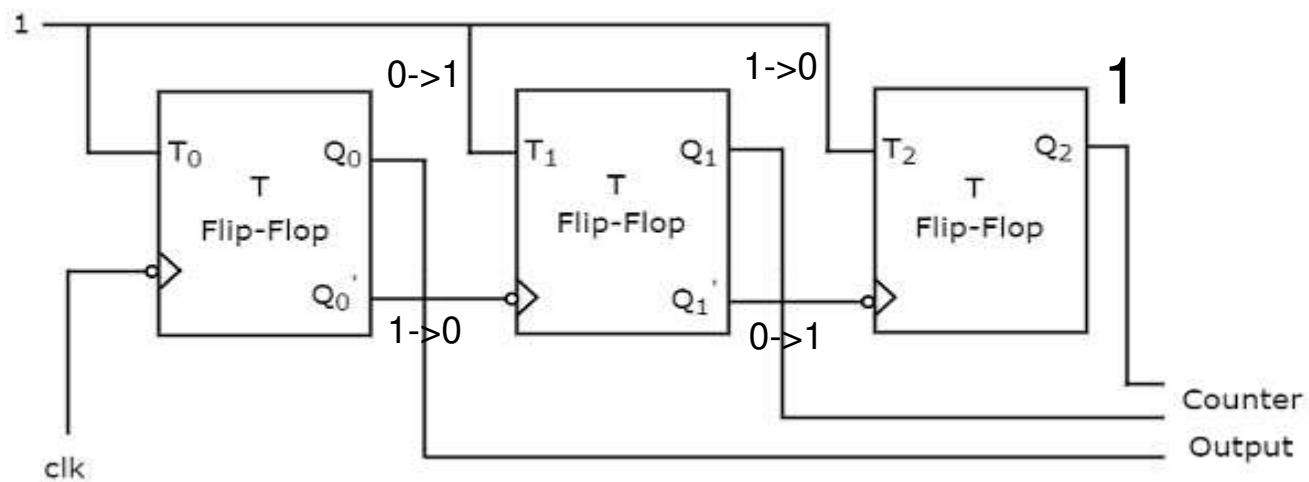 1
0->1
1->0
1
T₀
Q₀
T
Flip-Flop
Q₀'
T₁
Q₁
T
Flip-Flop
Q₁'
T₂
Q₂
T
Flip-Flop
1->0
0->1
clk
Counter
Output